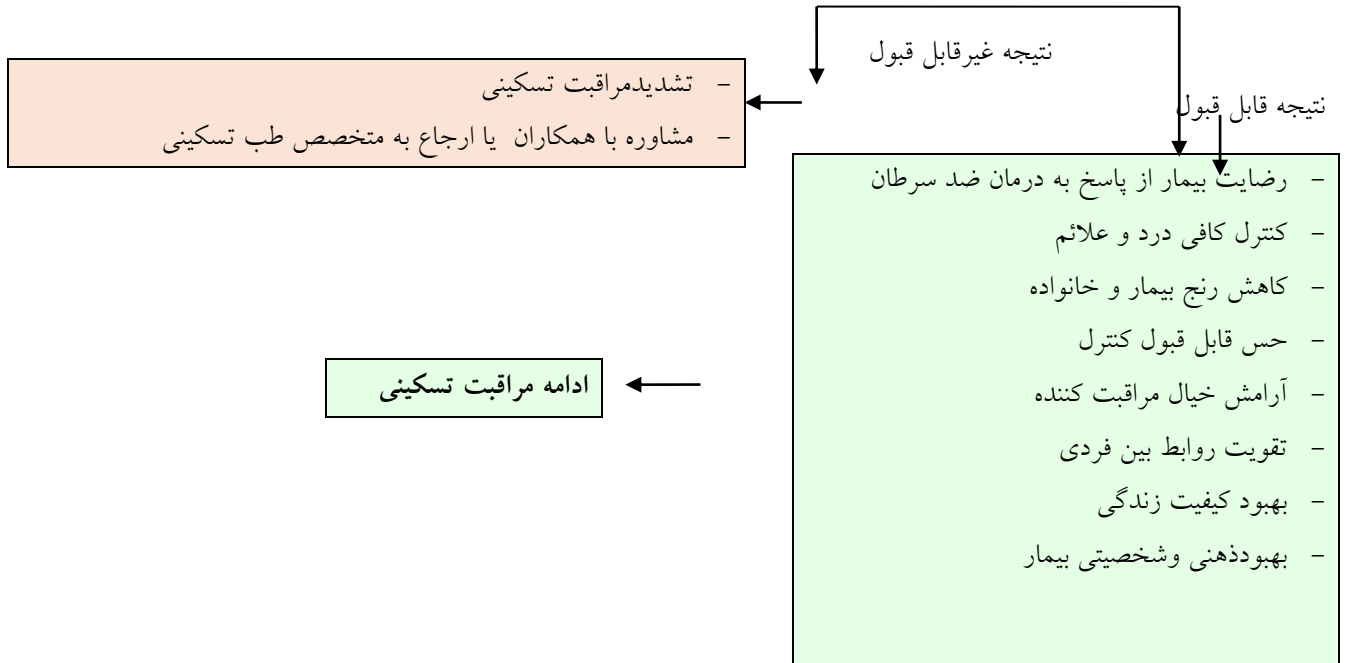 نتیجه غیرقابل قبول
- تشدیدمراقبت تسکینی
- مشاوره با همکاران یا ارجاع به متخصص طب تسکینی
نتیجه قابل قبول
- رضایت بیمار از پاسخ به درمان ضد سرطان
- کنترل کافی درد و علائم
- کاهش رنج بیمار و خانواده
- حس قابل قبول کنترل
- آرامش خیال مراقبت کننده
- تقویت روابط بین فردی
- بهبود کیفیت زندگی
- بهبودذهنی وشخصیتی بیمار
ادامه مراقبت تسکینی